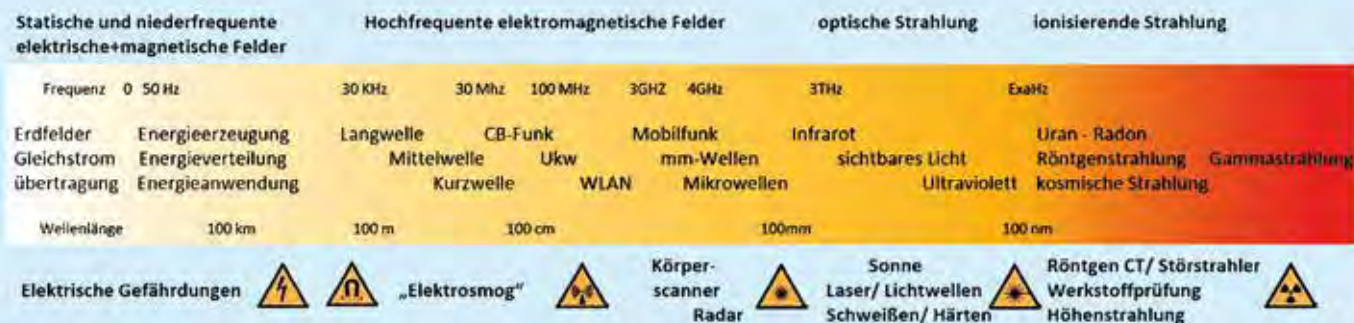 Statische und niederfrequente Hochfrequente elektromagnetische Felder optische Strahlung ionisierende Strahlung
elektrische+magnetische Felder
Frequenz 0 50 Hz 30 KHz 30 Mhz 100 MHz 3GHZ 4GHz 3THz ExaHz
Erdfelder Energieerzeugung Langwelle CB-Funk Mobilfunk Infrarot Uran - Radon
Gleichstrom Energieverteilung Mittelwelle Ukw mm-Wellen sichtbares Licht Röntgenstrahlung Gammastrahlung
übertragung Energieanwendung Kurzwelle WLAN Mikrowellen Ultraviolett kosmische Strahlung
Wellenlänge 100 km 100 m 100 cm 100mm 100 nm
Elektrische Gefährdungen „Elektrosmog“ Körper- Sonne Röntgen CT/ Störstrahler
scanner Laser/ Lichtwellen Werkstoffprüfung
Radar Schweißen/ Härten Höhenstrahlung